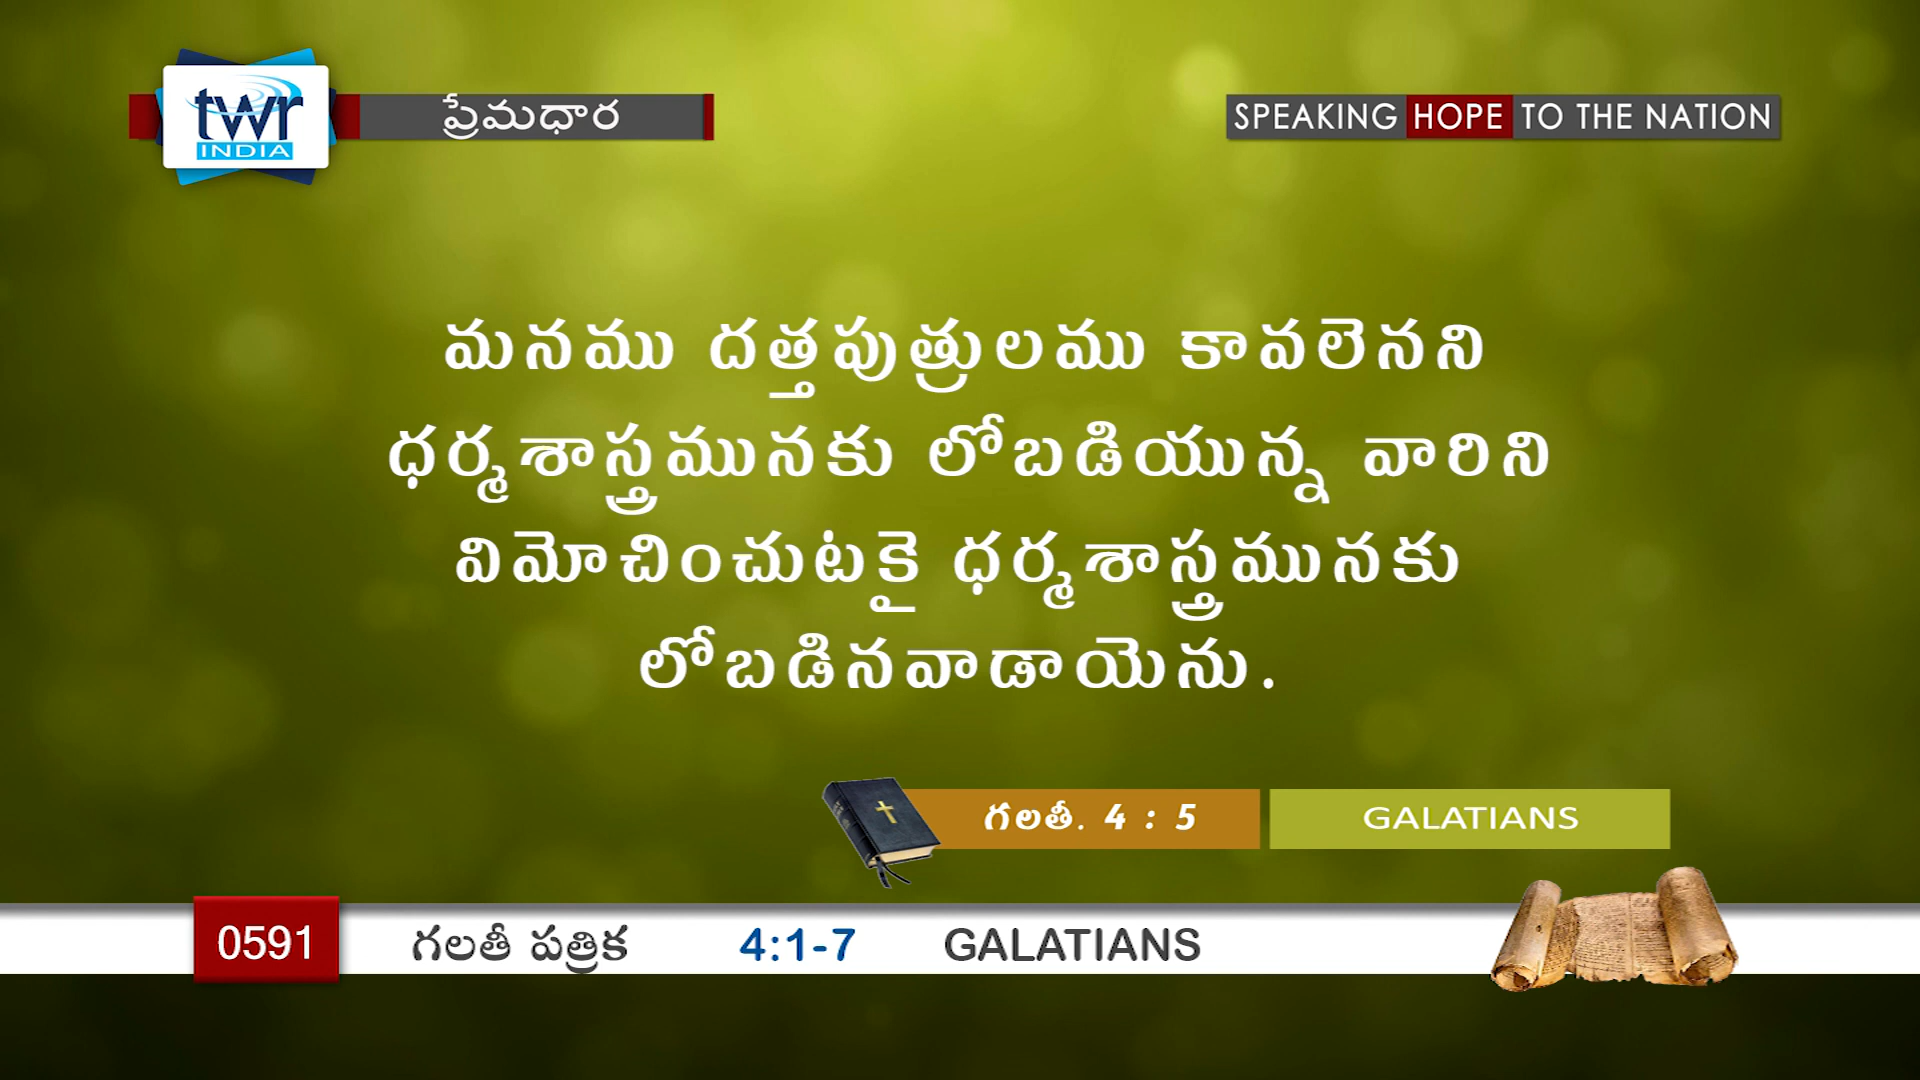 twr
INDIA
ప్రేమధార
SPEAKING HOPE TO THE NATION
మనము దత్తపుత్రులము కావలెనని
ధర్మశాస్త్రమునకు లోబడియున్న వారిని
విమోచించుటకై ధర్మశాస్త్రమునకు
లోబడినవాడాయెను.
గలతీ. 4 : 5
GALATIANS
0591 గలతీ పత్రిక 4:1-7 GALATIANS